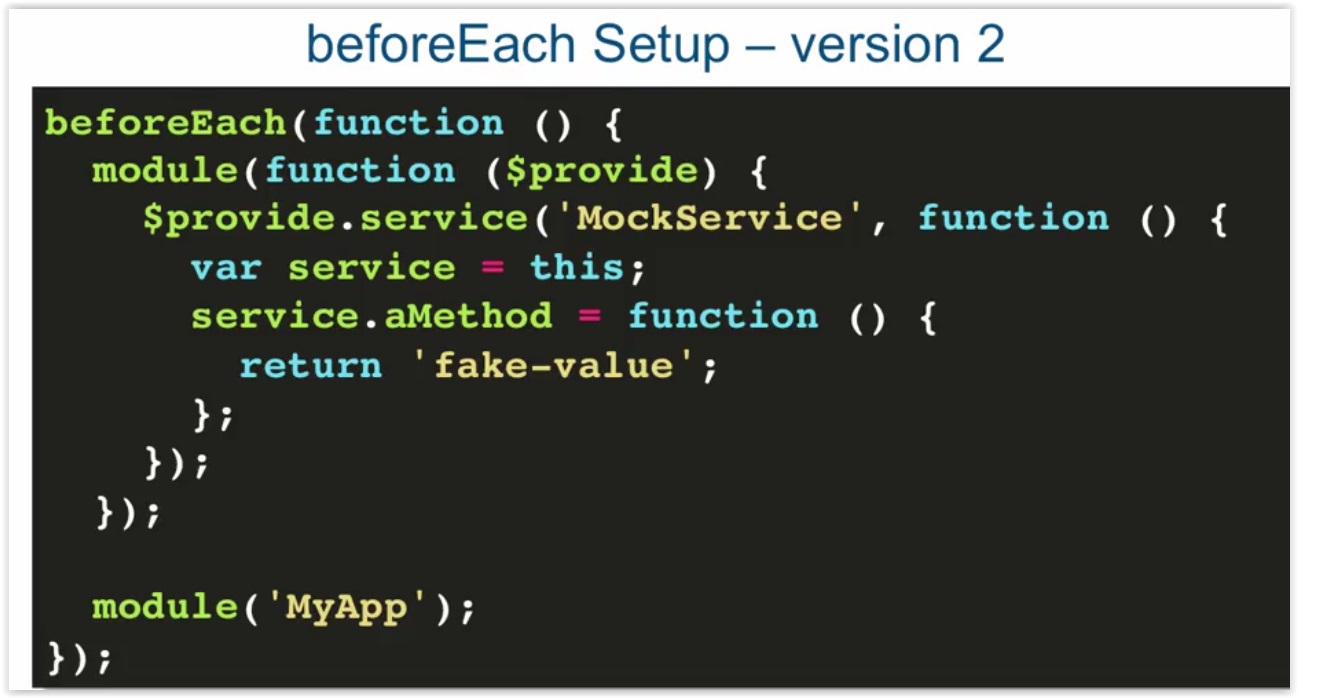 beforeEach Setup – version 2
beforeEach(function () {
  module(function ($provide) {
    $provide.service('MockService', function () {
      var service = this;
      service.aMethod = function () {
        return 'fake-value';
      };
    });
  });
  module('MyApp');
});